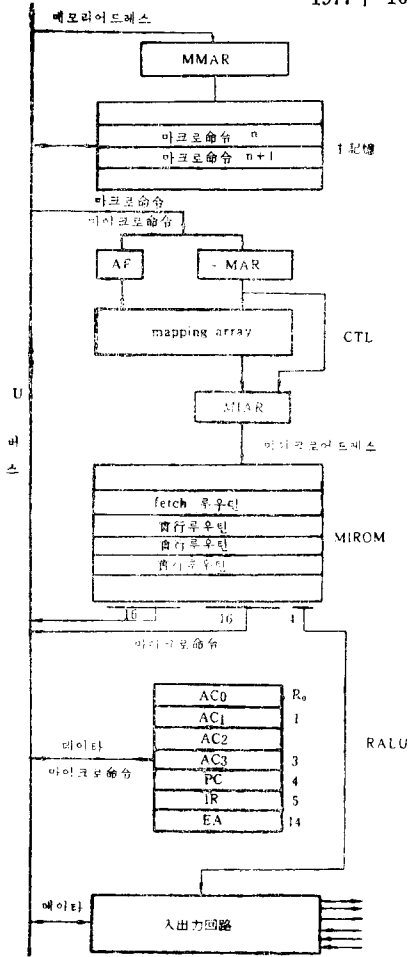 메모리어드레스
MMAR
마크로命令 n
마크로命令 n+1
主記憶
마크로命令
마이크로命令
AF
MAR
mapping array
CTL
U
버
스
MIAR
마이크로어드레스
fetch 루우틴
實行루우틴
實行루우틴
實行루우틴
MIROM
16
16
4
마이크로命令
AC0 R0
AC1 1
AC2
AC3 3
PC 4
IR 5
EA 14
RALU
데이타
마이크로命令
데이타
入出力回路